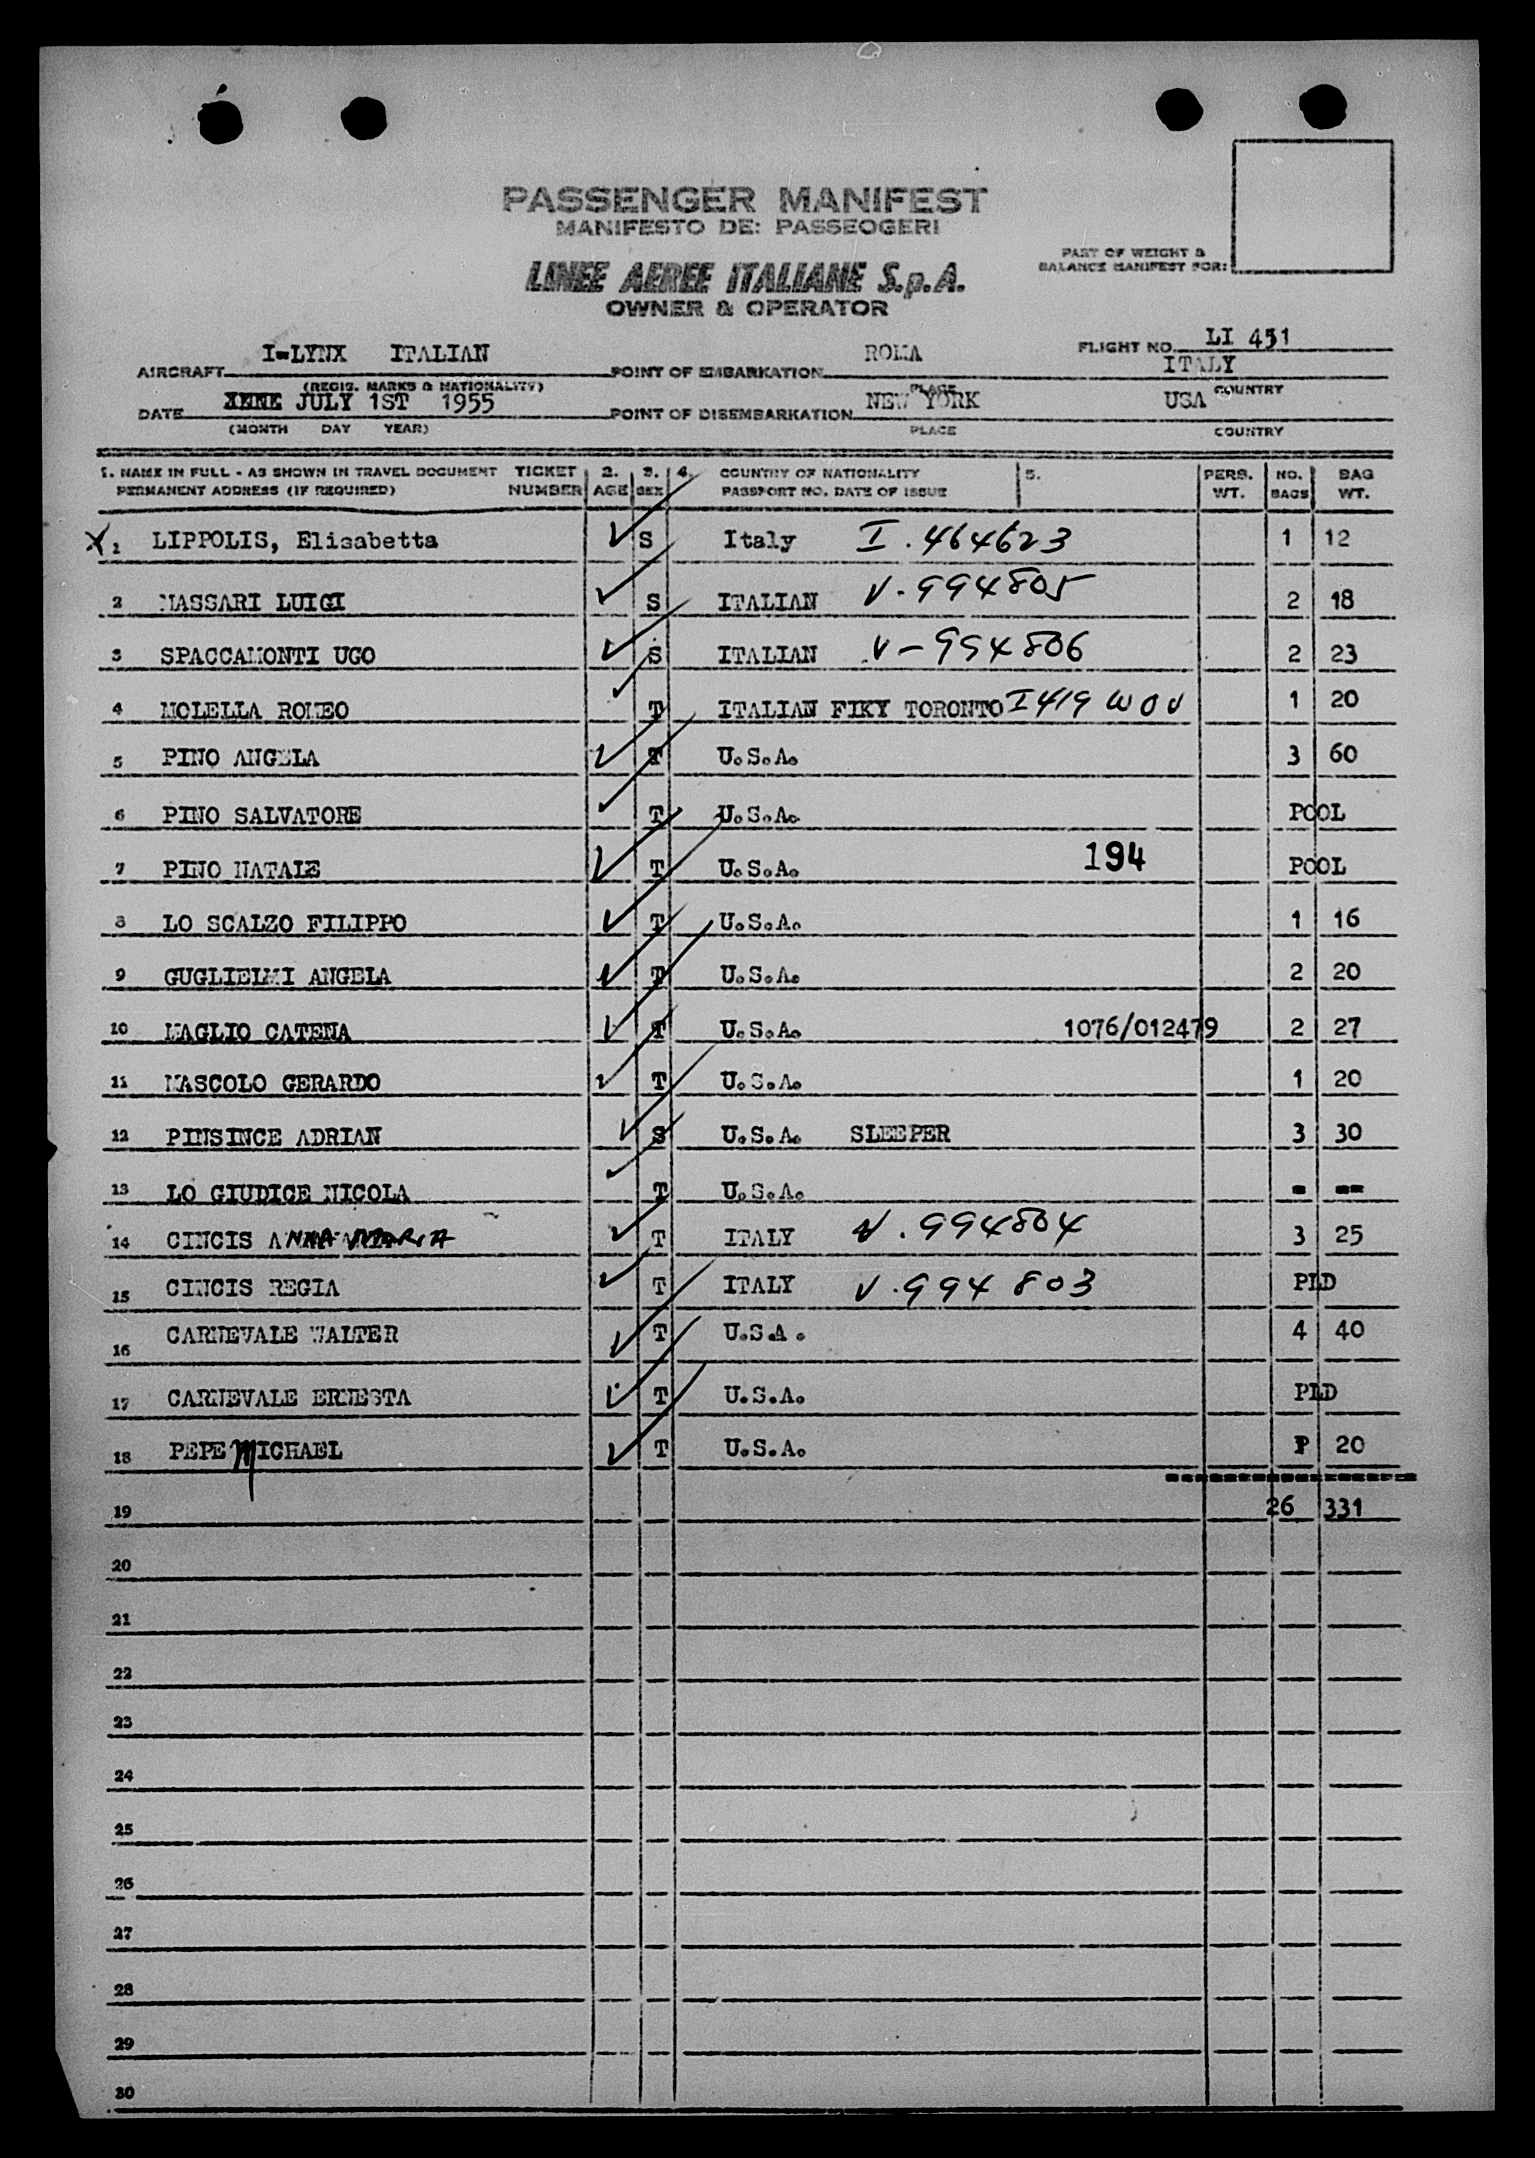 PASSENGER MANIFEST
MANIFESTO DE: PASSEOGERI
LINEE AEREE ITALIANE S.p.A.
OWNER & OPERATOR
PART OF WEIGHT &
BALANCE MANIFEST FOR:
AIRCRAFT I-LYNX ITALIAN POINT OF EMBARKATION ROMA FLIGHT NO. LI 451
(REGIS. MARKS & NATIONALITY) PLACE ITALY COUNTRY
DATE JULY 1ST 1955 POINT OF DISEMBARKATION NEW YORK USA
(MONTH DAY YEAR) PLACE COUNTRY
1. NAME IN FULL - AS SHOWN IN TRAVEL DOCUMENT TICKET 2. 3. 4. COUNTRY OF NATIONALITY 5. PERS. NO. BAG
PERMANENT ADDRESS (IF REQUIRED) NUMBER AGE SEX PASSPORT NO. DATE OF ISSUE WT. BAGS WT.
1 LIPPOLIS, Elisabetta S Italy I.464623 1 12
2 MASSARI LUIGI S ITALIAN V.994805 2 18
3 SPACCAMONTI UGO S ITALIAN V-994806 2 23
4 MOLELLA ROMEO T ITALIAN FIKY TORONTO I419 1 20
5 PINO ANGELA T U.S.A. 3 60
6 PINO SALVATORE T U.S.A. POOL
7 PINO NATALE T U.S.A. 194 POOL
8 LO SCALZO FILIPPO T U.S.A. 1 16
9 GUGLIELMI ANGELA T U.S.A. 2 20
10 MAGLIO CATENA T U.S.A. 1076/012479 2 27
11 MASCOLO GERARDO T U.S.A. 1 20
12 PINSINCE ADRIAN S U.S.A. SLEEPER 3 30
13 LO GIUDICE NICOLA T U.S.A. - --
14 CINCIS ANNA MARIA T ITALY V.994804 3 25
15 CINCIS REGIA T ITALY V.994803 PLD
16 CARNEVALE WALTER T U.S.A. 4 40
17 CARNEVALE ERNESTA T U.S.A. PLD
18 PEPE MICHAEL T U.S.A. 20
19 26 331
20
21
22
23
24
25
26
27
28
29
30